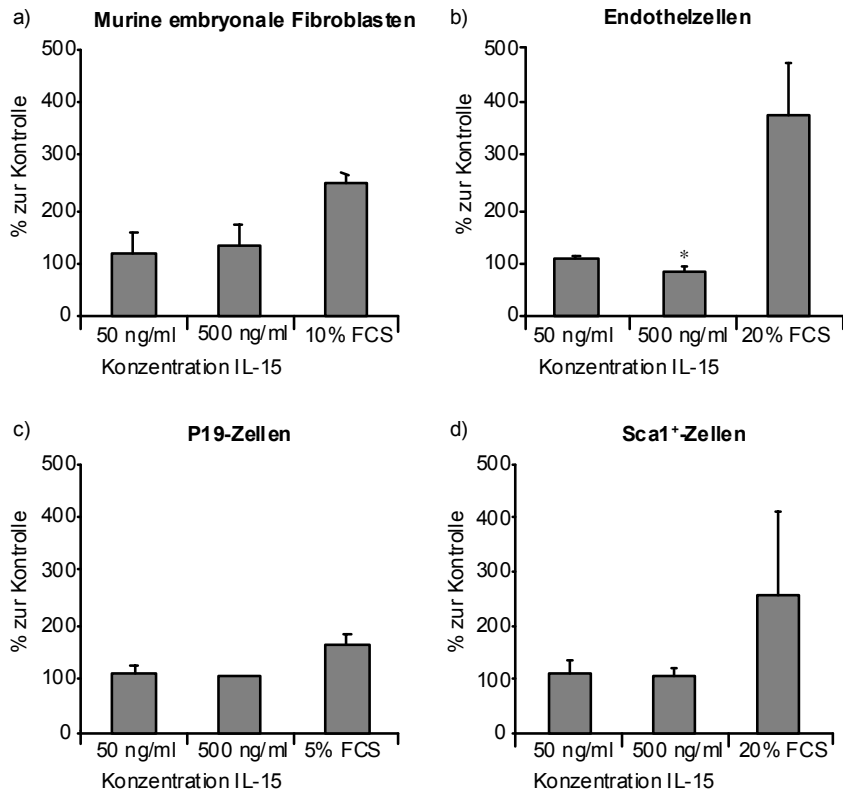 a) Murine embryonale Fibroblasten
500
400
300
200
100
0
% zur Kontrolle
50 ng/ml 500 ng/ml 10% FCS
Konzentration IL-15
b) Endothelzellen
500
400
300
200
100
0
% zur Kontrolle
*
50 ng/ml 500 ng/ml 20% FCS
Konzentration IL-15
c) P19-Zellen
500
400
300
200
100
0
% zur Kontrolle
50 ng/ml 500 ng/ml 5% FCS
Konzentration IL-15
d) Sca1⁺-Zellen
500
400
300
200
100
0
% zur Kontrolle
50 ng/ml 500 ng/ml 20% FCS
Konzentration IL-15